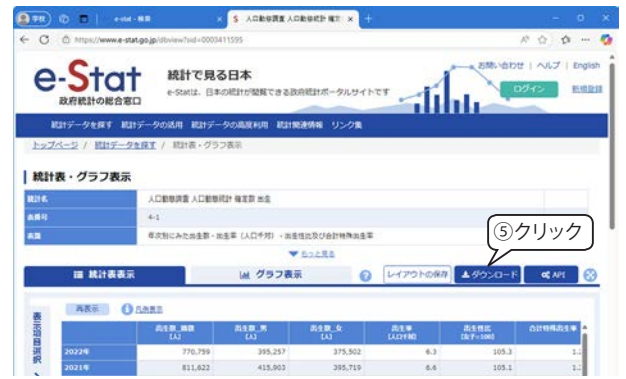 e-stat - 検索
人口動態調査 人口動態統計 確定
https://www.e-stat.go.jp/dbview?sid=0003411595
お問い合わせ | ヘルプ | English
e-Stat
政府統計の総合窓口
統計で見る日本
e-Statは、日本の統計が閲覧できる政府統計ポータルサイトです
ログイン
新規登録
統計データを探す 統計データの活用 統計データの高度利用 統計関連情報 リンク集
トップページ / 統計データを探す / 統計表・グラフ表示
統計表・グラフ表示
統計名 人口動態調査 人口動態統計 確定数 出生
表番号 4-1
表題 年次別にみた出生数・出生率（人口千対）・出生性比及び合計特殊出生率
⑤クリック
もっと見る
統計表表示 グラフ表示 レイアウトの保存 ダウンロード API
表示項目選択
再表示 凡例表示
出生数_総数【人】 出生数_男【人】 出生数_女【人】 出生率【人口千対】 出生性比【女子=100】 合計特殊出生率
2022年 770,759 395,257 375,502 6.3 105.3
2021年 811,622 415,903 395,719 6.6 105.1